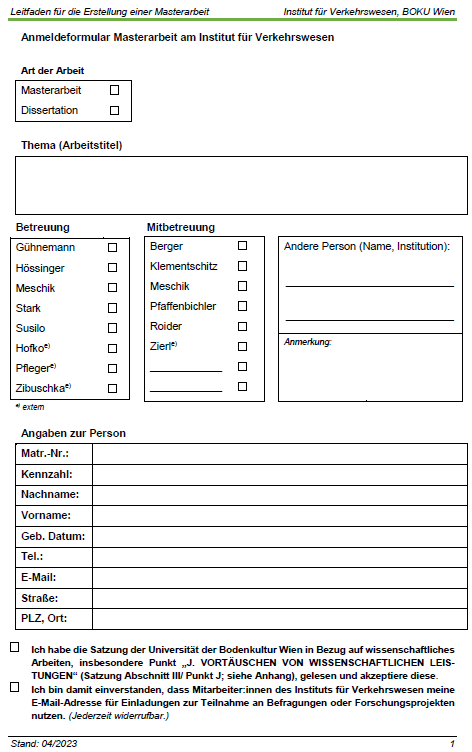 Leitfaden für die Erstellung einer Masterarbeit Institut für Verkehrswesen, BOKU Wien
Anmeldeformular Masterarbeit am Institut für Verkehrswesen
Art der Arbeit
Masterarbeit
Dissertation
Thema (Arbeitstitel)
Betreuung
Gühnemann
Hössinger
Meschik
Stark
Susilo
Hofko e)
Pfleger e)
Zibuschka e)
e) extern
Mitbetreuung
Berger
Klementschitz
Meschik
Pfaffenbichler
Roider
Zierl e)
Andere Person (Name, Institution):
Anmerkung:
Angaben zur Person
Matr.-Nr.:
Kennzahl:
Nachname:
Vorname:
Geb. Datum:
Tel.:
E-Mail:
Straße:
PLZ, Ort:
Ich habe die Satzung der Universität der Bodenkultur Wien in Bezug auf wissenschaftliches
Arbeiten, insbesondere Punkt „J. VORTÄUSCHEN VON WISSENSCHAFTLICHEN LEIS-
TUNGEN“ (Satzung Abschnitt III/ Punkt J; siehe Anhang), gelesen und akzeptiere diese.
Ich bin damit einverstanden, dass Mitarbeiter:innen des Instituts für Verkehrswesen meine
E-Mail-Adresse für Einladungen zur Teilnahme an Befragungen oder Forschungsprojekten
nutzen. (Jederzeit widerrufbar.)
Stand: 04/2023 1